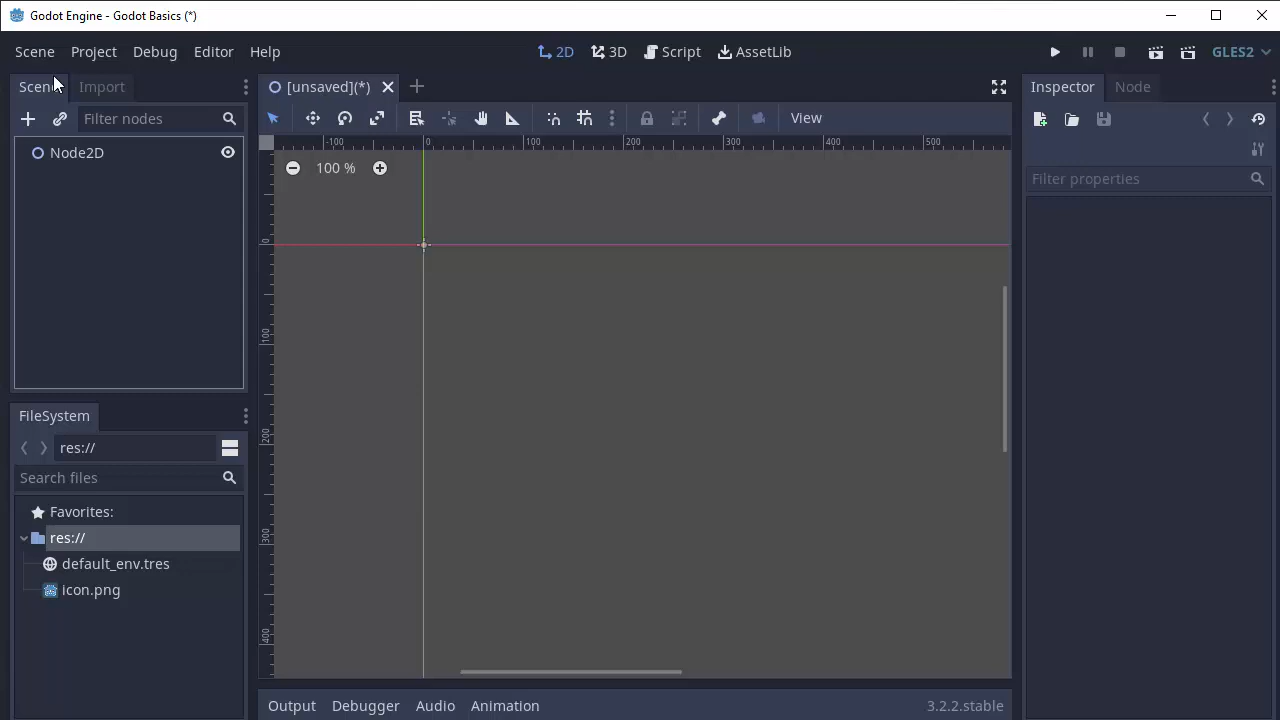 Godot Engine - Godot Basics (*)
Scene Project Debug Editor Help
2D 3D Script AssetLib
GLES2
Scene Import
[unsaved](*)
Inspector Node
Filter nodes
View
Node2D
-100 0 100 200 300 400 500
100 %
Filter properties
0
100
200
300
400
FileSystem
res://
Search files
Favorites:
res://
default_env.tres
icon.png
Output Debugger Audio Animation
3.2.2.stable